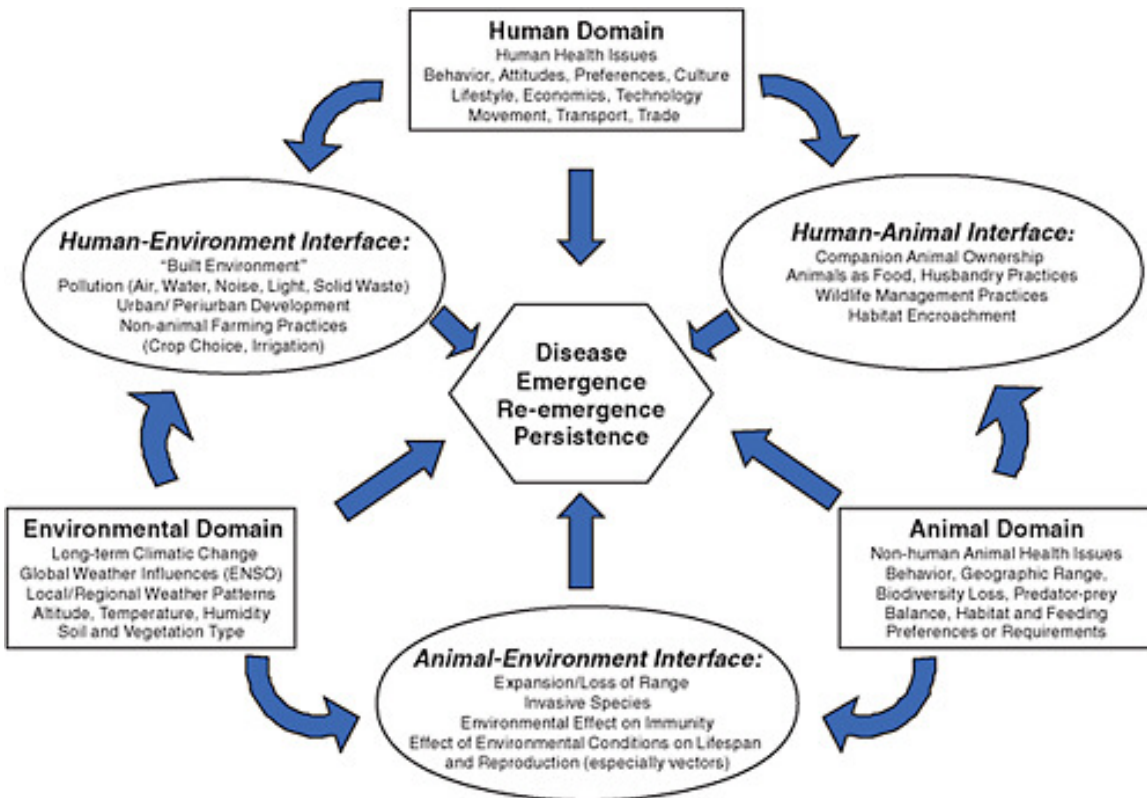 Human Domain
Human Health Issues
Behavior, Attitudes, Preferences, Culture
Lifestyle, Economics, Technology
Movement, Transport, Trade
Human-Environment Interface:
"Built Environment"
Pollution (Air, Water, Noise, Light, Solid Waste)
Urban/ Periurban Development
Non-animal Farming Practices
(Crop Choice, Irrigation)
Human-Animal Interface:
Companion Animal Ownership
Animals as Food, Husbandry Practices
Wildlife Management Practices
Habitat Encroachment
Disease
Emergence
Re-emergence
Persistence
Environmental Domain
Long-term Climatic Change
Global Weather Influences (ENSO)
Local/Regional Weather Patterns
Altitude, Temperature, Humidity
Soil and Vegetation Type
Animal Domain
Non-human Animal Health Issues
Behavior, Geographic Range,
Biodiversity Loss, Predator-prey
Balance, Habitat and Feeding
Preferences or Requirements
Animal-Environment Interface:
Expansion/Loss of Range
Invasive Species
Environmental Effect on Immunity
Effect of Environmental Conditions on Lifespan
and Reproduction (especially vectors)